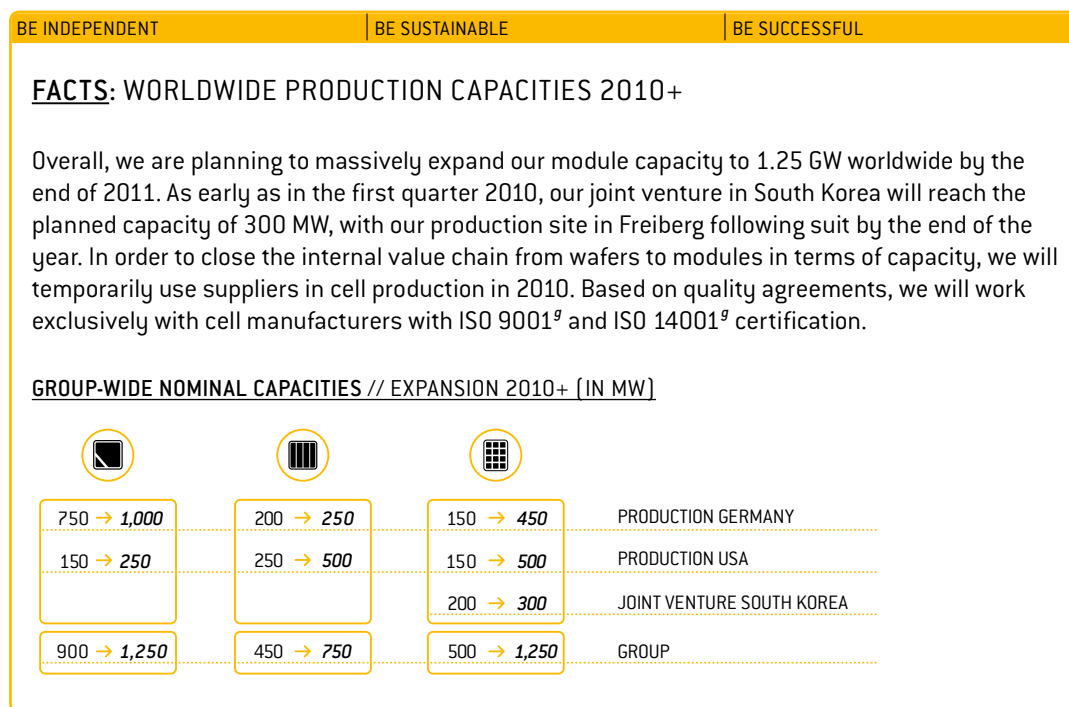 BE INDEPENDENT BE SUSTAINABLE BE SUCCESSFUL
FACTS: WORLDWIDE PRODUCTION CAPACITIES 2010+
Overall, we are planning to massively expand our module capacity to 1.25 GW worldwide by the
end of 2011. As early as in the first quarter 2010, our joint venture in South Korea will reach the
planned capacity of 300 MW, with our production site in Freiberg following suit by the end of the
year. In order to close the internal value chain from wafers to modules in terms of capacity, we will
temporarily use suppliers in cell production in 2010. Based on quality agreements, we will work
exclusively with cell manufacturers with ISO 9001g and ISO 14001g certification.
GROUP-WIDE NOMINAL CAPACITIES // EXPANSION 2010+ (IN MW)
750 → 1,000 200 → 250 150 → 450 PRODUCTION GERMANY
150 → 250 250 → 500 150 → 500 PRODUCTION USA
200 → 300 JOINT VENTURE SOUTH KOREA
900 → 1,250 450 → 750 500 → 1,250 GROUP